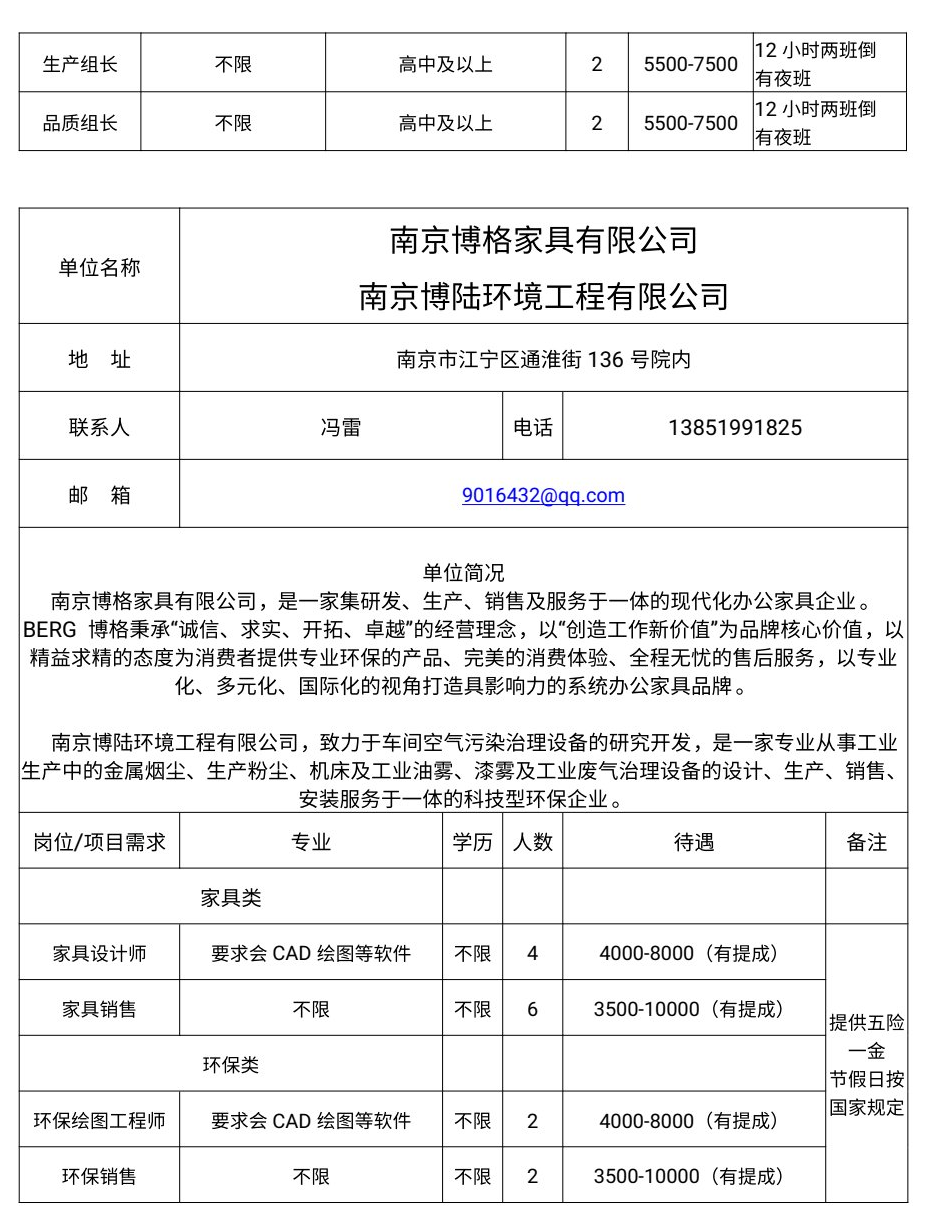 生产组长 不限 高中及以上 2 5500-7500 12 小时两班倒
有夜班
品质组长 不限 高中及以上 2 5500-7500 12 小时两班倒
有夜班
单位名称
南京博格家具有限公司
南京博陆环境工程有限公司
地 址 南京市江宁区通淮街 136 号院内
联系人 冯雷 电话 13851991825
邮 箱 9016432@qq.com
单位简况
南京博格家具有限公司，是一家集研发、生产、销售及服务于一体的现代化办公家具企业。
BERG 博格秉承“诚信、求实、开拓、卓越”的经营理念，以“创造工作新价值”为品牌核心价值，以
精益求精的态度为消费者提供专业环保的产品、完美的消费体验、全程无忧的售后服务，以专业
化、多元化、国际化的视角打造具影响力的系统办公家具品牌。
南京博陆环境工程有限公司，致力于车间空气污染治理设备的研究开发，是一家专业从事工业
生产中的金属烟尘、生产粉尘、机床及工业油雾、漆雾及工业废气治理设备的设计、生产、销售、
安装服务于一体的科技型环保企业。
岗位/项目需求 专业 学历 人数 待遇 备注
家具类
家具设计师 要求会 CAD 绘图等软件 不限 4 4000-8000（有提成）
家具销售 不限 不限 6 3500-10000（有提成）
环保类
环保绘图工程师 要求会 CAD 绘图等软件 不限 2 4000-8000（有提成）
环保销售 不限 不限 2 3500-10000（有提成）
提供五险
一金
节假日按
国家规定